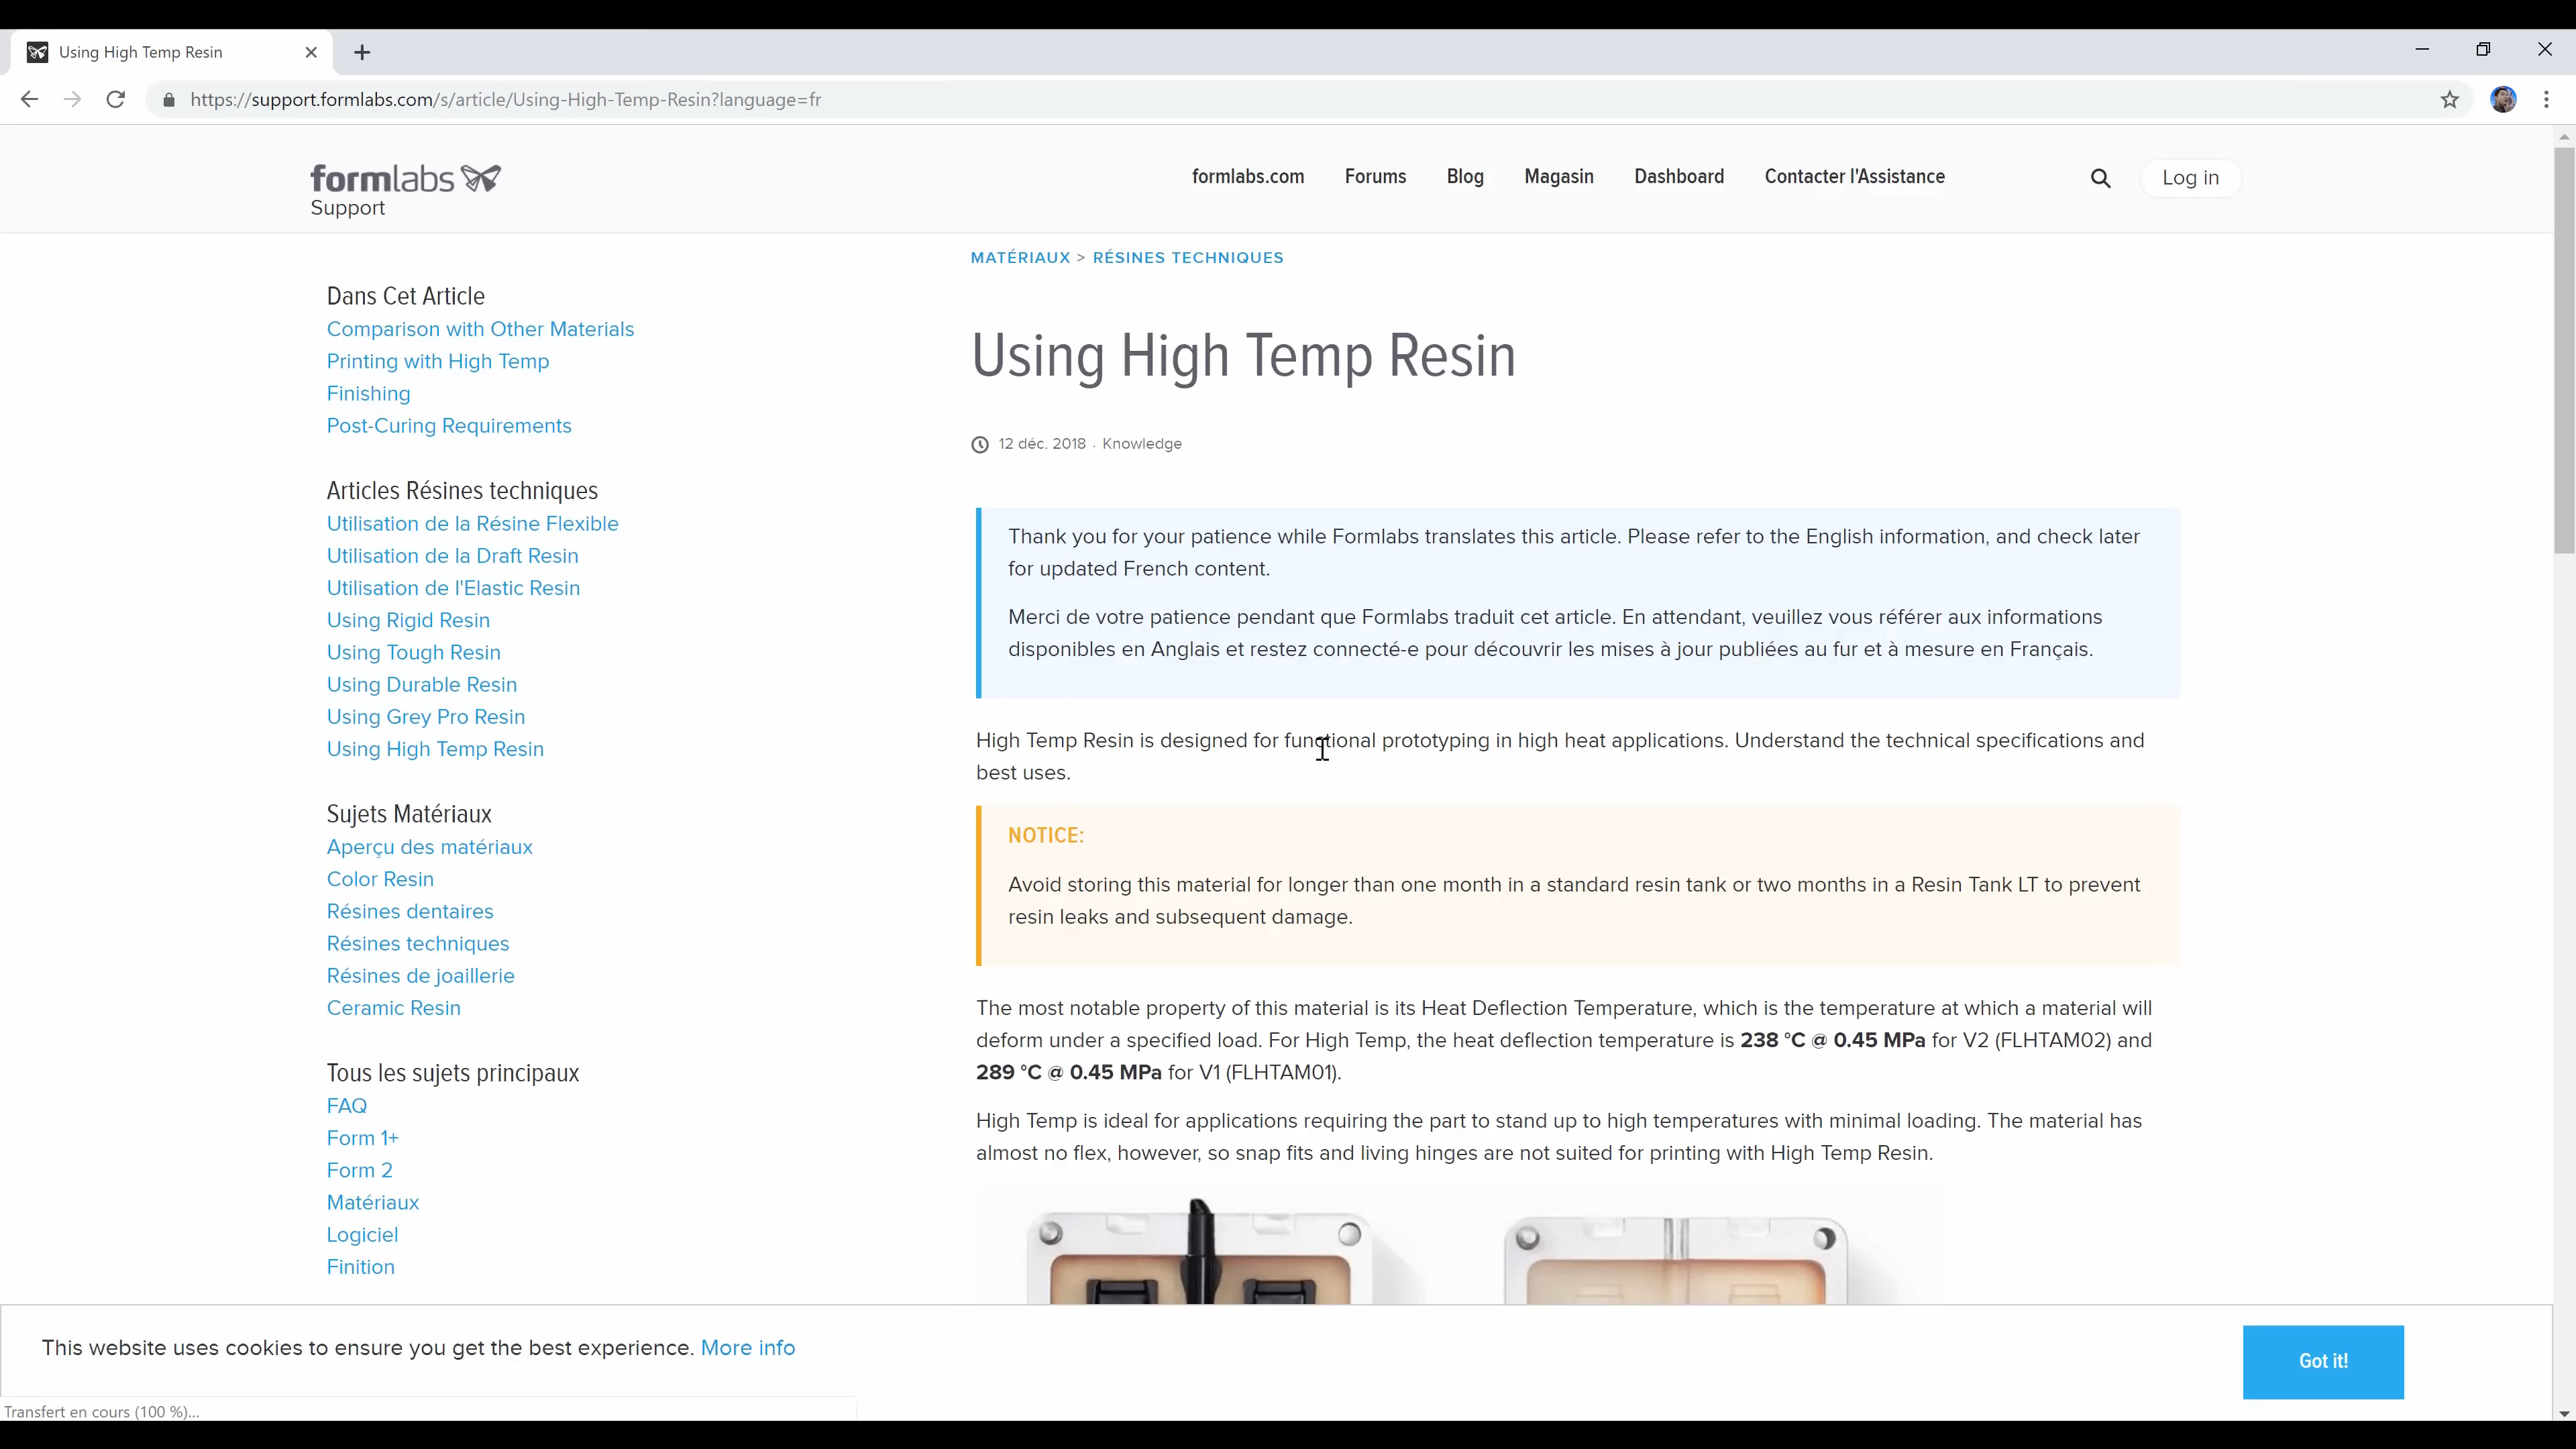 Using High Temp Resin
https://support.formlabs.com/s/article/Using-High-Temp-Resin?language=fr
formlabs
Support
formlabs.com Forums Blog Magasin Dashboard Contacter l'Assistance Log in
MATÉRIAUX > RÉSINES TECHNIQUES
Dans Cet Article
Comparison with Other Materials
Printing with High Temp
Finishing
Post-Curing Requirements
Articles Résines techniques
Utilisation de la Résine Flexible
Utilisation de la Draft Resin
Utilisation de l'Elastic Resin
Using Rigid Resin
Using Tough Resin
Using Durable Resin
Using Grey Pro Resin
Using High Temp Resin
Sujets Matériaux
Aperçu des matériaux
Color Resin
Résines dentaires
Résines techniques
Résines de joaillerie
Ceramic Resin
Tous les sujets principaux
FAQ
Form 1+
Form 2
Matériaux
Logiciel
Finition
Using High Temp Resin
12 déc. 2018 · Knowledge
Thank you for your patience while Formlabs translates this article. Please refer to the English information, and check later
for updated French content.
Merci de votre patience pendant que Formlabs traduit cet article. En attendant, veuillez vous référer aux informations
disponibles en Anglais et restez connecté-e pour découvrir les mises à jour publiées au fur et à mesure en Français.
High Temp Resin is designed for functional prototyping in high heat applications. Understand the technical specifications and
best uses.
NOTICE:
Avoid storing this material for longer than one month in a standard resin tank or two months in a Resin Tank LT to prevent
resin leaks and subsequent damage.
The most notable property of this material is its Heat Deflection Temperature, which is the temperature at which a material will
deform under a specified load. For High Temp, the heat deflection temperature is 238 °C @ 0.45 MPa for V2 (FLHTAM02) and
289 °C @ 0.45 MPa for V1 (FLHTAM01).
High Temp is ideal for applications requiring the part to stand up to high temperatures with minimal loading. The material has
almost no flex, however, so snap fits and living hinges are not suited for printing with High Temp Resin.
This website uses cookies to ensure you get the best experience. More info
Got it!
Transfert en cours (100 %)...